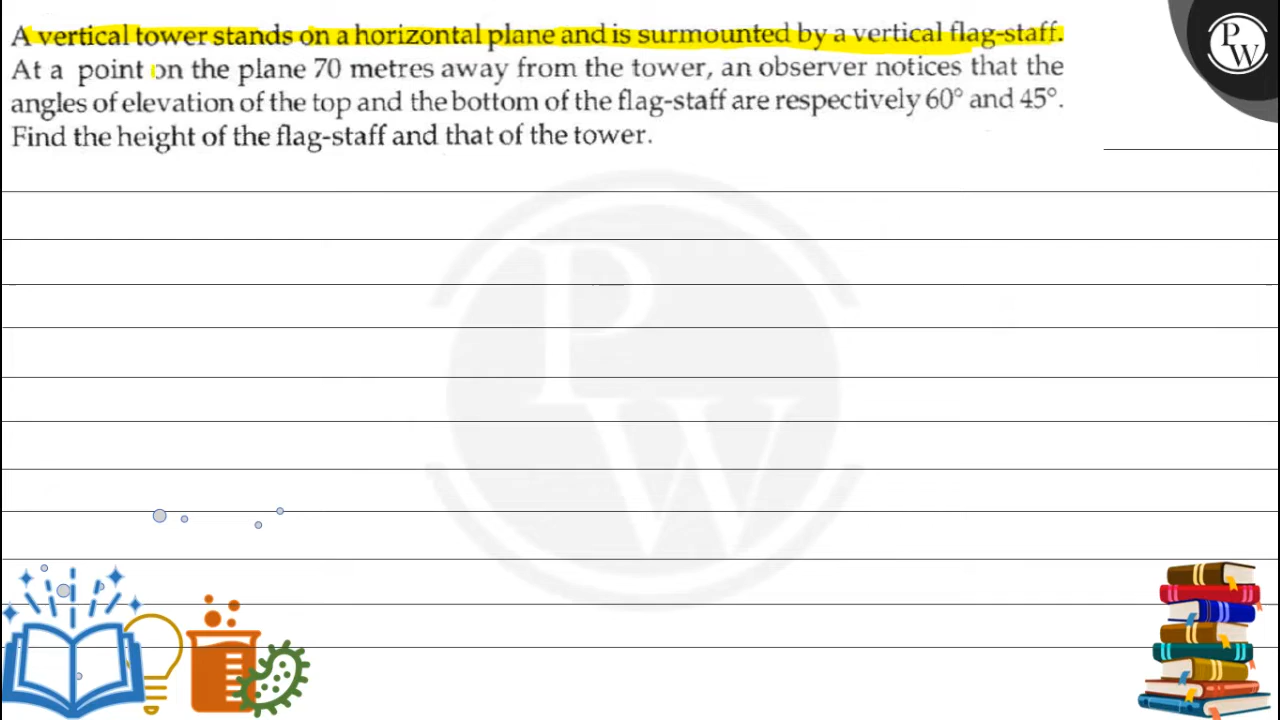 A vertical tower stands on a horizontal plane and is surmounted by a vertical flag-staff.
At a point on the plane 70 metres away from the tower, an observer notices that the
angles of elevation of the top and the bottom of the flag-staff are respectively 60° and 45°.
Find the height of the flag-staff and that of the tower.
PW
PW